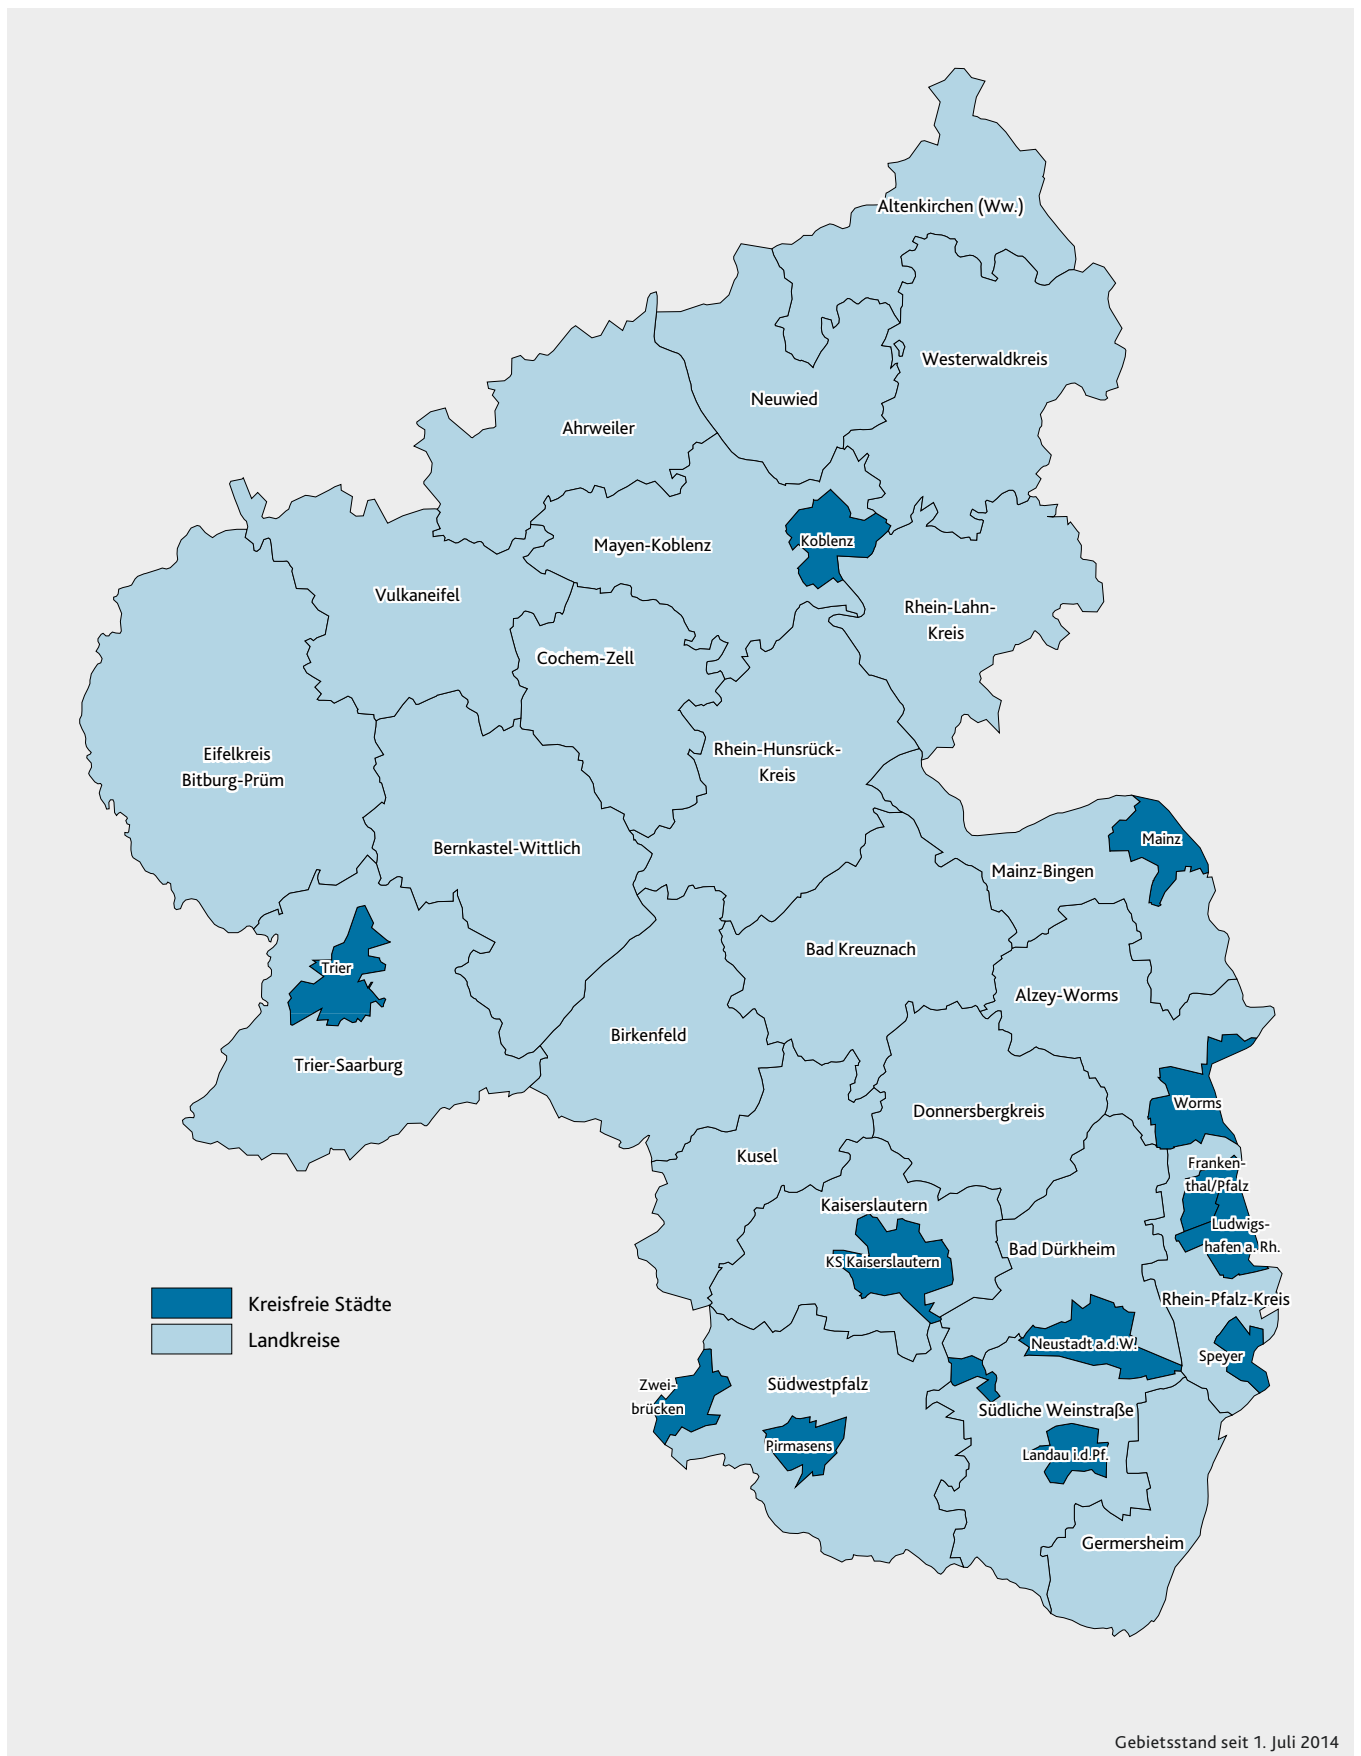 Altenkirchen (Ww.)
Westerwaldkreis
Neuwied
Ahrweiler
Koblenz
Mayen-Koblenz
Vulkaneifel
Rhein-Lahn-
Kreis
Cochem-Zell
Eifelkreis
Bitburg-Prüm
Rhein-Hunsrück-
Kreis
Mainz
Bernkastel-Wittlich
Mainz-Bingen
Bad Kreuznach
Trier
Alzey-Worms
Birkenfeld
Trier-Saarburg
Worms
Donnersbergkreis
Kusel
Franken-
thal/Pfalz
Kaiserslautern
Ludwigs-
hafen a. Rh.
Bad Dürkheim
KS Kaiserslautern
Rhein-Pfalz-Kreis
Kreisfreie Städte
Landkreise
Neustadt a.d.W.
Speyer
Zwei-
brücken
Südwestpfalz
Südliche Weinstraße
Pirmasens
Landau i.d.Pf.
Germersheim
Gebietsstand seit 1. Juli 2014